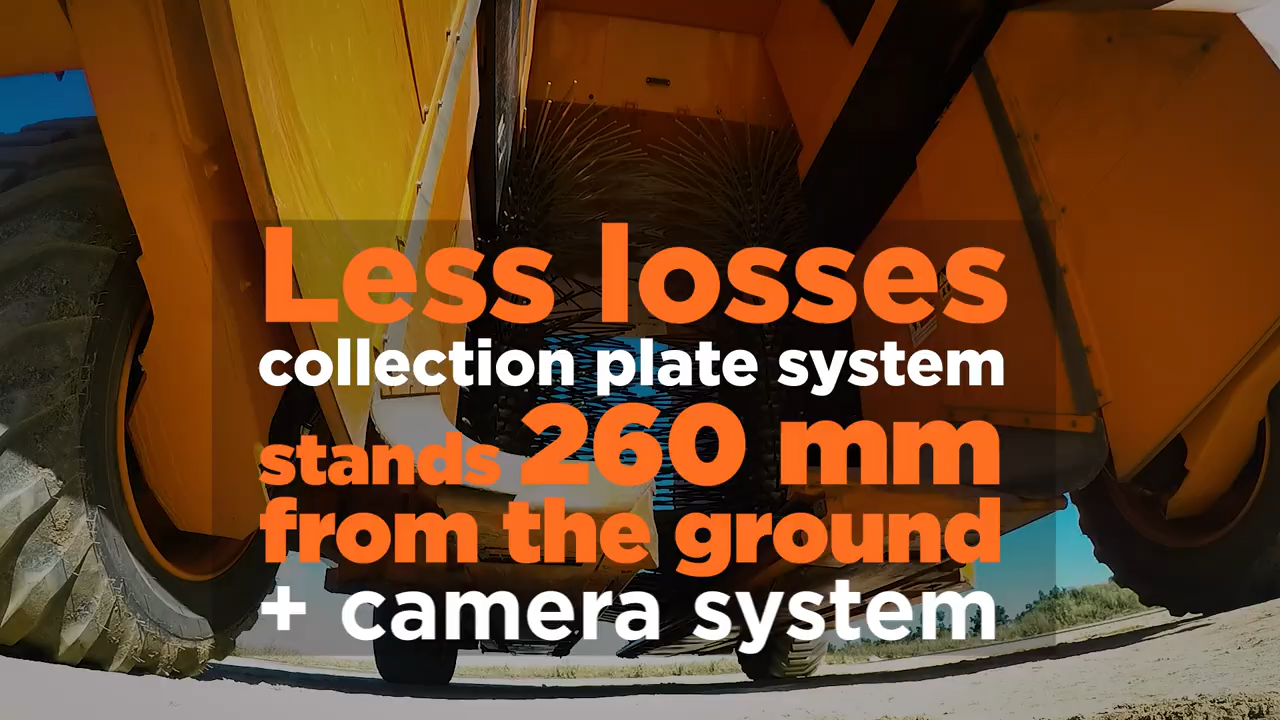 Less losses
collection plate system
stands 260 mm
from the ground
+ camera system